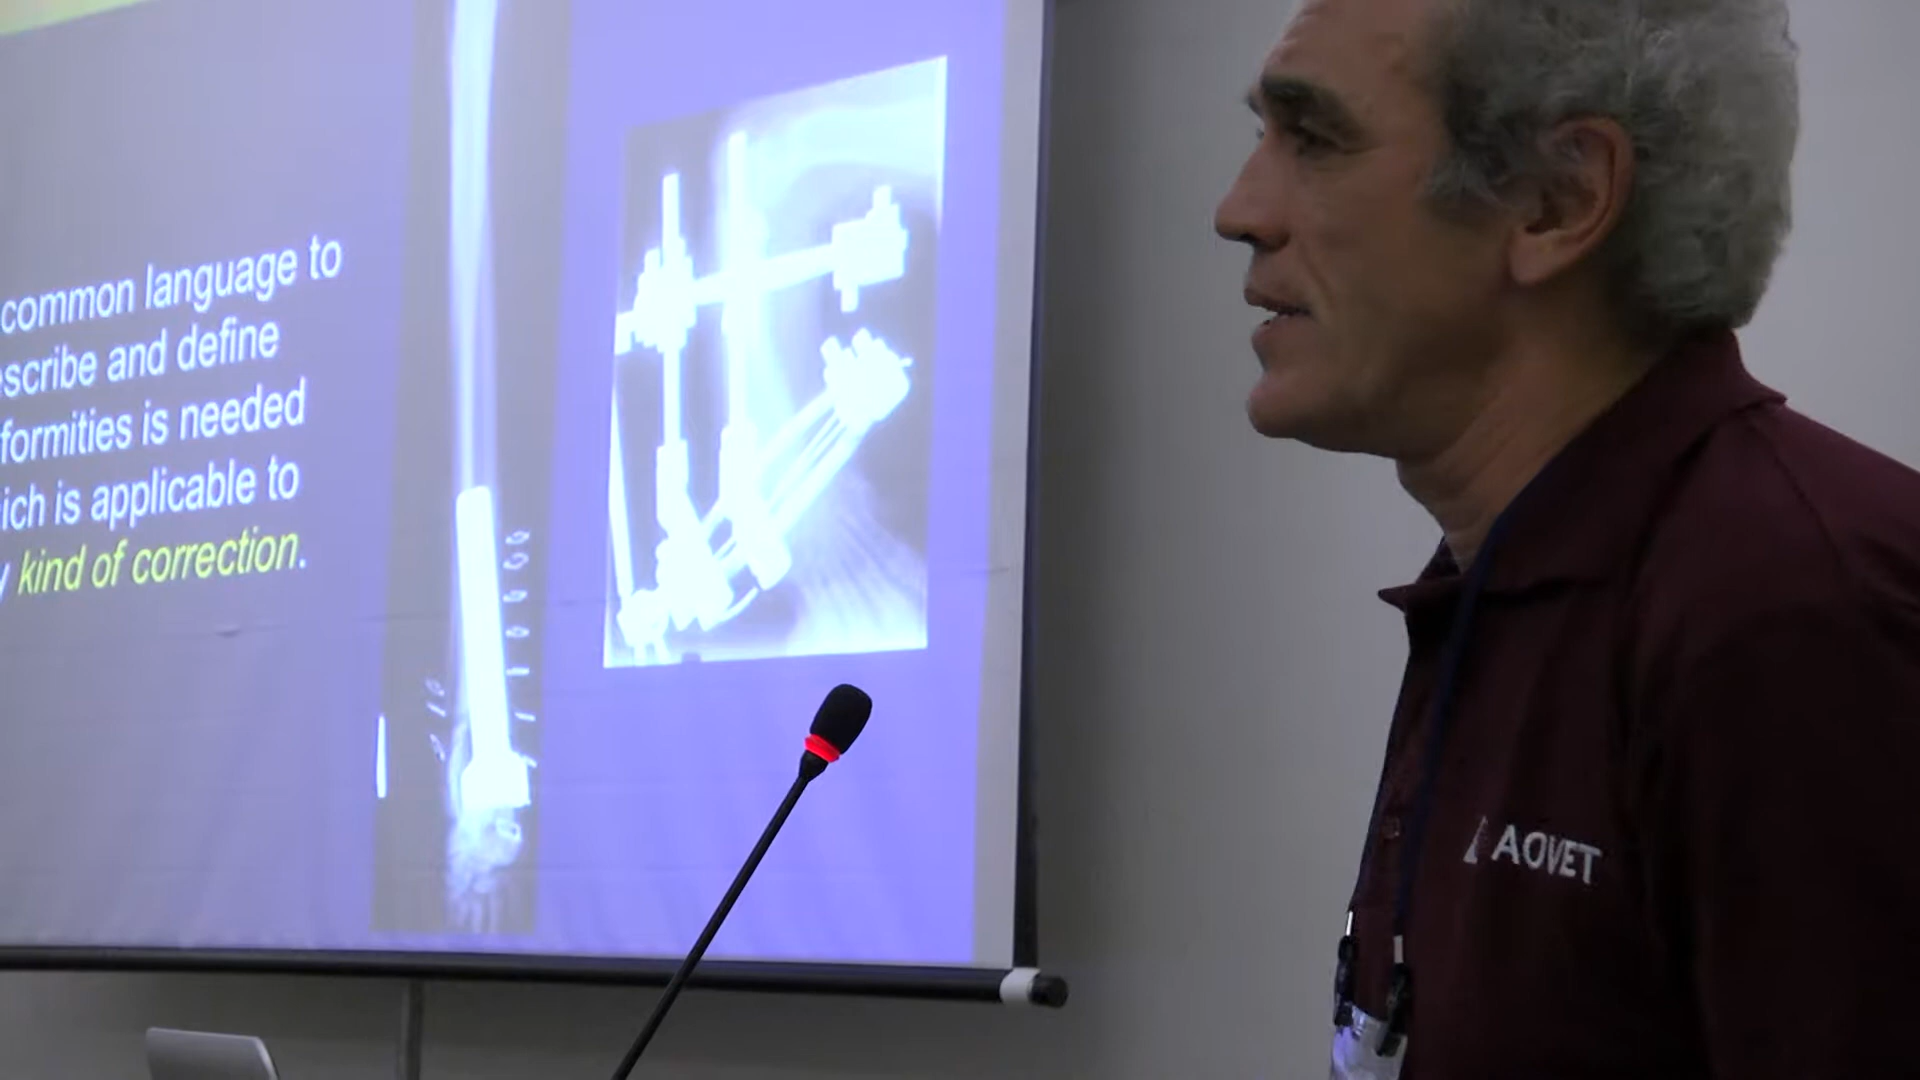 common language to
scribe and define
formities is needed
ich is applicable to
y kind of correction.
AOVET